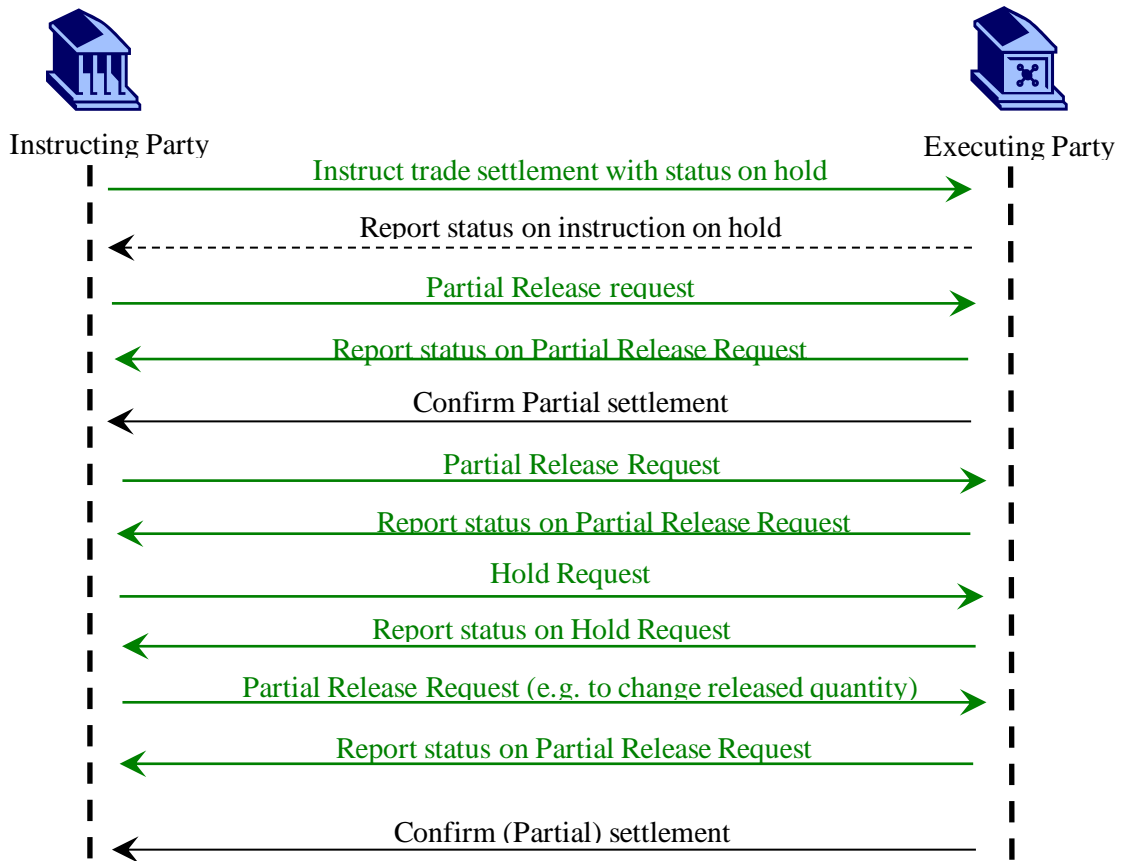 Instructing Party
Executing Party
Instruct trade settlement with status on hold
Report status on instruction on hold
Partial Release request
Report status on Partial Release Request
Confirm Partial settlement
Partial Release Request
Report status on Partial Release Request
Hold Request
Report status on Hold Request
Partial Release Request (e.g. to change released quantity)
Report status on Partial Release Request
Confirm (Partial) settlement